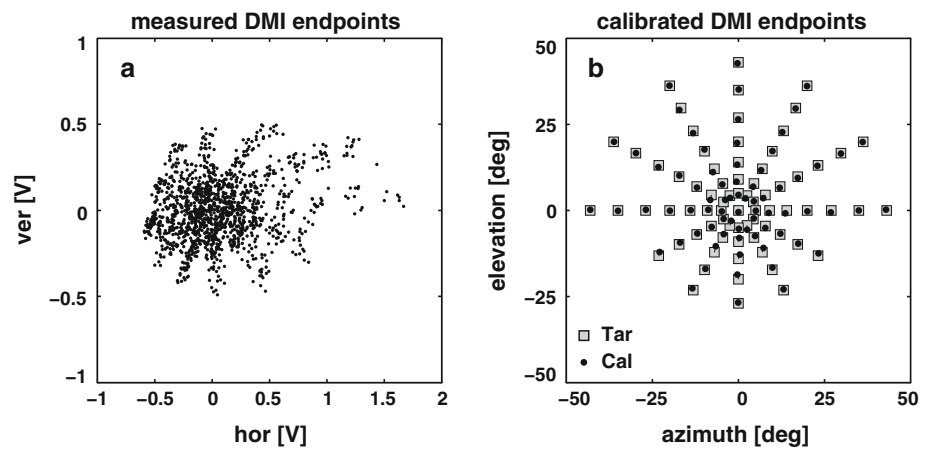 measured DMI endpoints
a
1
0.5
0
−0.5
−1
−1 −0.5 0 0.5 1 1.5 2
ver [V]
hor [V]
calibrated DMI endpoints
b
50
25
0
−25
−50
−50 −25 0 25 50
elevation [deg]
azimuth [deg]
Tar
Cal